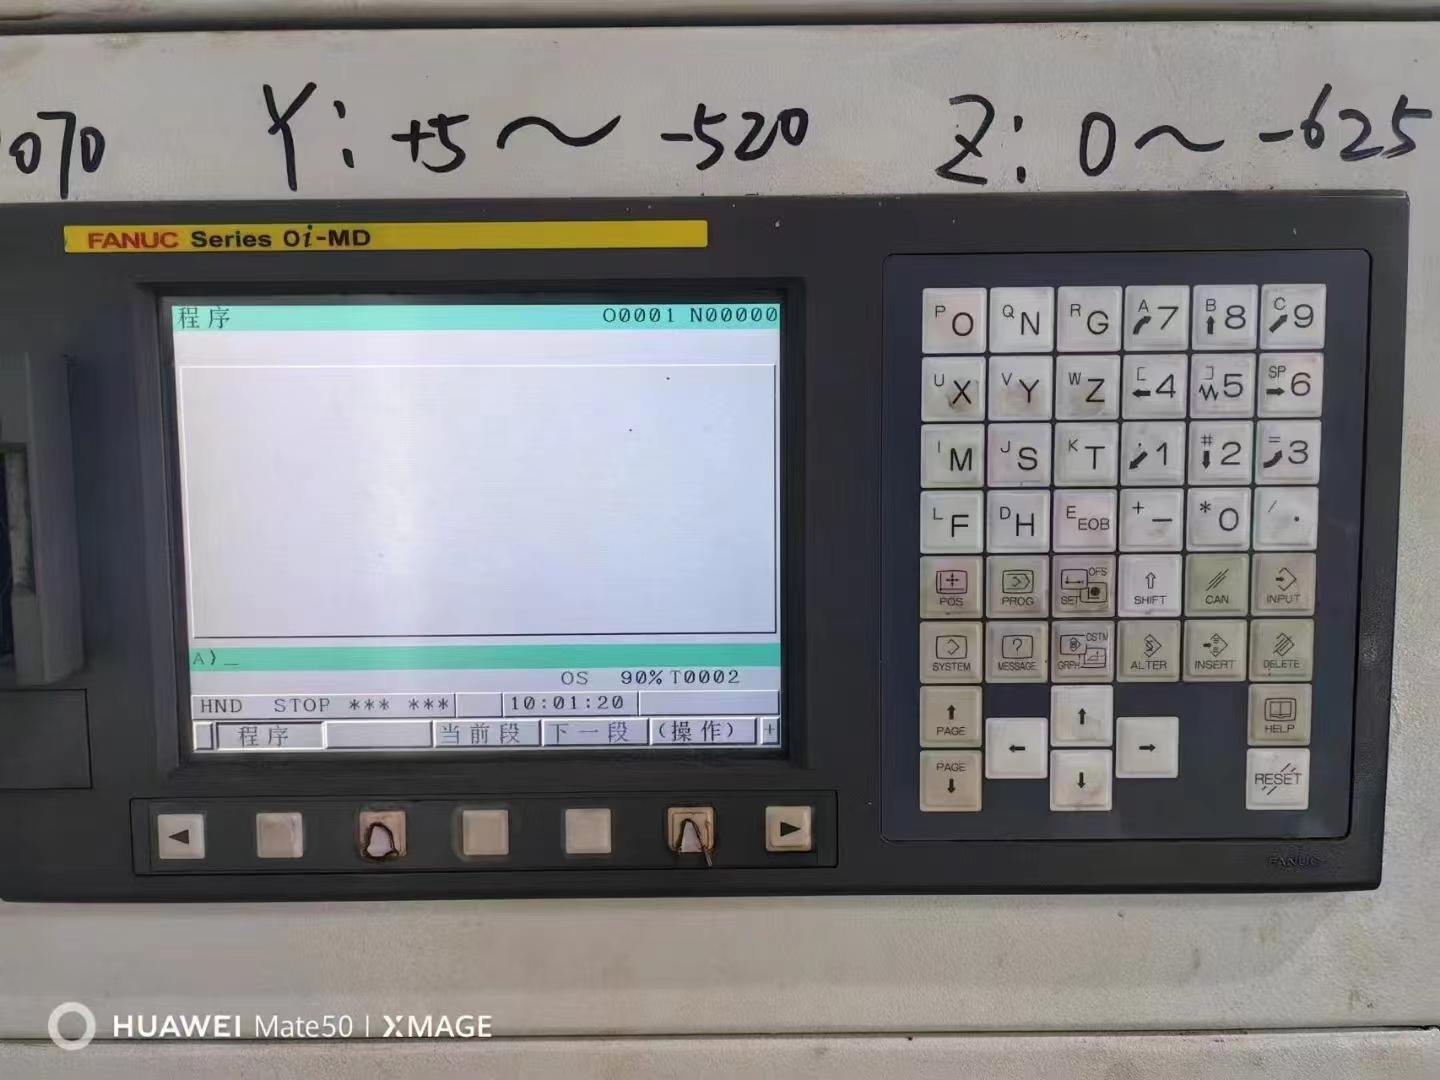 070 Y: +5 ~ -520 Z: 0 ~ -625
FANUC Series 0i-MD
程序 O0001 N00000
A)_
OS 90% T0002
HND STOP *** *** 10:01:20
程序 当前段 下一段 (操作) +
P O Q N R G A 7 B 8 C 9
U X V Y W Z [ 4 ] 5 SP 6
I M J S K T , 1 # 2 = 3
L F D H E EOB + - * 0 / .
POS PROG OFS SET SHIFT CAN INPUT
SYSTEM MESSAGE CSTM GRPH ALTER INSERT DELETE
PAGE HELP
PAGE RESET
FANUC
HUAWEI Mate50 | XMAGE